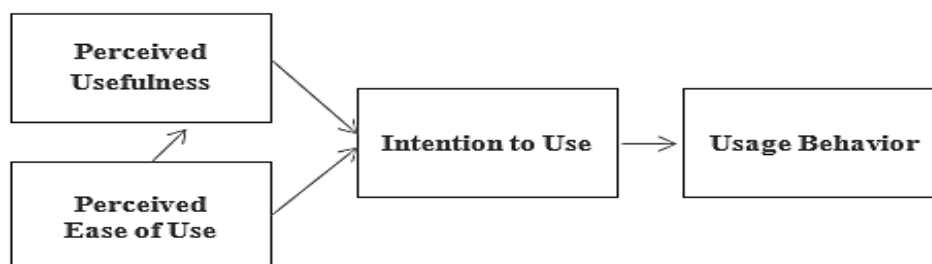 Perceived
Usefulness
Intention to Use
Usage Behavior
Perceived
Ease of Use